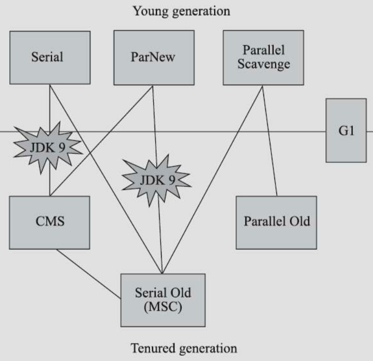 Young generation
Serial
ParNew
Parallel
Scavenge
G1
JDK 9
JDK 9
CMS
Parallel Old
Serial Old
(MSC)
Tenured generation